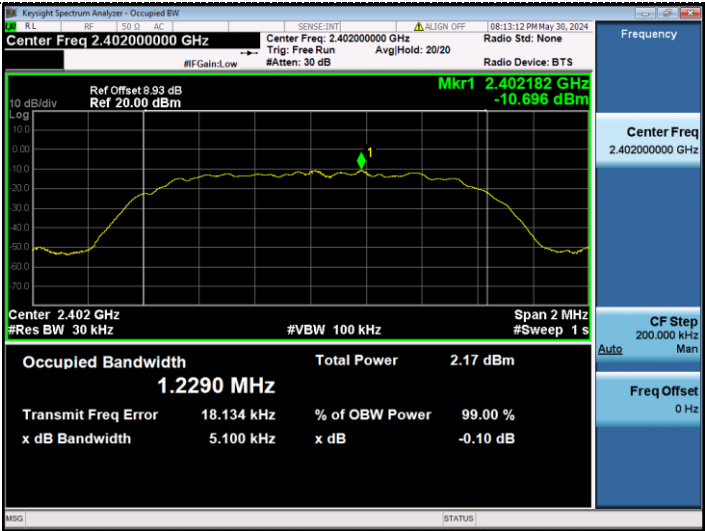 Keysight Spectrum Analyzer - Occupied BW
RL RF 50 Ω AC SENSE:INT ALIGN OFF 08:13:12 PM May 30, 2024
Center Freq 2.402000000 GHz
Center Freq: 2.402000000 GHz
Radio Std: None
Trig: Free Run Avg|Hold: 20/20
#IFGain:Low #Atten: 30 dB Radio Device: BTS
Frequency
Mkr1 2.402182 GHz
-10.696 dBm
Ref Offset 8.93 dB
10 dB/div Ref 20.00 dBm
Log
10.0
0.00
-10.0
-20.0
-30.0
-40.0
-50.0
-60.0
-70.0
1
Center 2.402 GHz Span 2 MHz
#Res BW 30 kHz #VBW 100 kHz #Sweep 1 s
Occupied Bandwidth Total Power 2.17 dBm
1.2290 MHz
Transmit Freq Error 18.134 kHz % of OBW Power 99.00 %
x dB Bandwidth 5.100 kHz x dB -0.10 dB
Center Freq
2.402000000 GHz
CF Step
200.000 kHz
Auto Man
Freq Offset
0 Hz
MSG STATUS